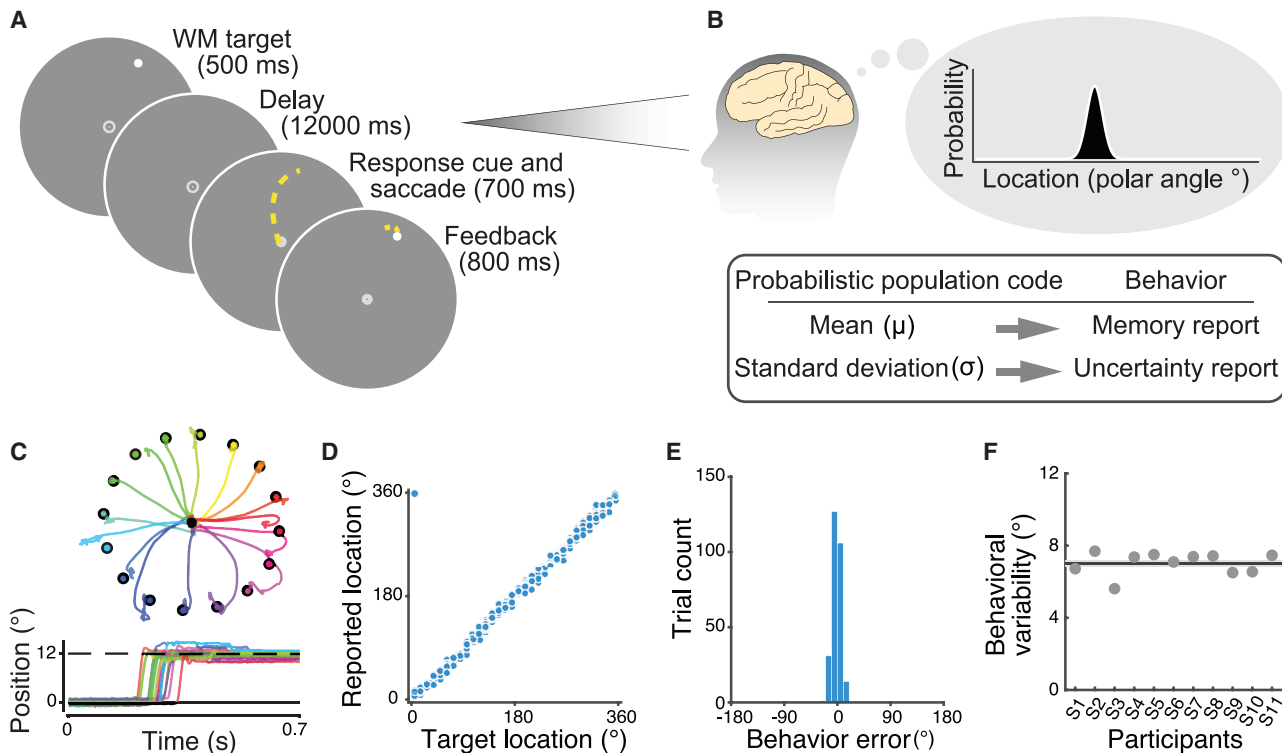 A
WM target
(500 ms)
Delay
(12000 ms)
Response cue and
saccade (700 ms)
Feedback
(800 ms)
B
Probability
Location (polar angle °)
Probabilistic population code Behavior
Mean (μ) Memory report
Standard deviation(σ) Uncertainty report
C
Position (°)
12
0
0 0.7
Time (s)
D
Reported location (°)
360
180
0
0 180 360
Target location (°)
E
Trial count
150
100
50
0
-180 -90 0 90 180
Behavior error(°)
F
Behavioral
variability (°)
12
8
4
0
S1 S2 S3 S4 S5 S6 S7 S8 S9 S10 S11
Participants